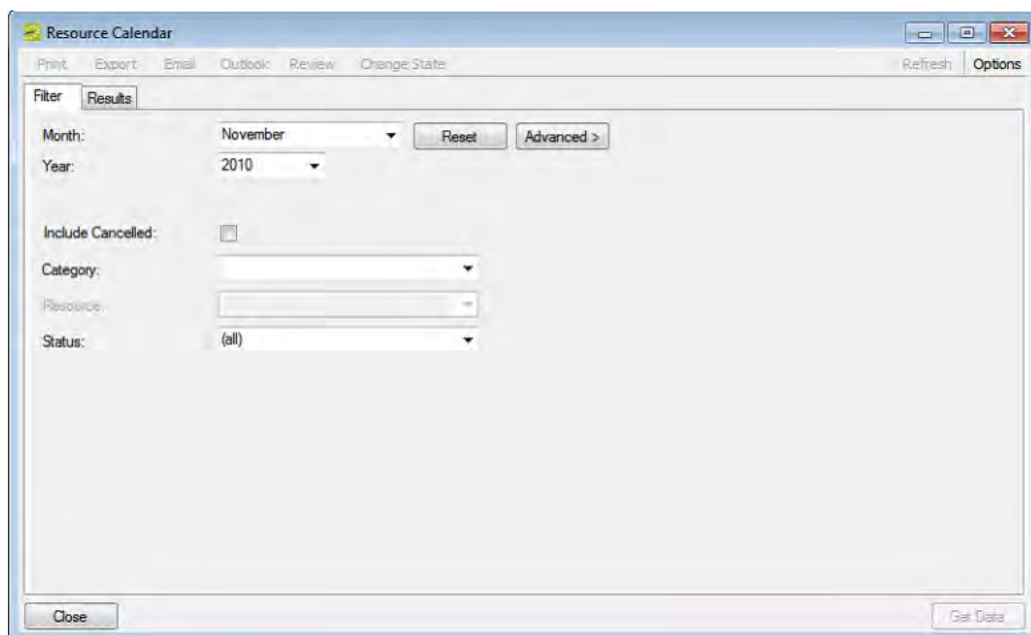 Resource Calendar
Print Export Email Outlook Review Change State Refresh Options
Filter Results
Month: November Reset Advanced >
Year: 2010
Include Cancelled:
Category:
Resource:
Status: (all)
Close Get Data